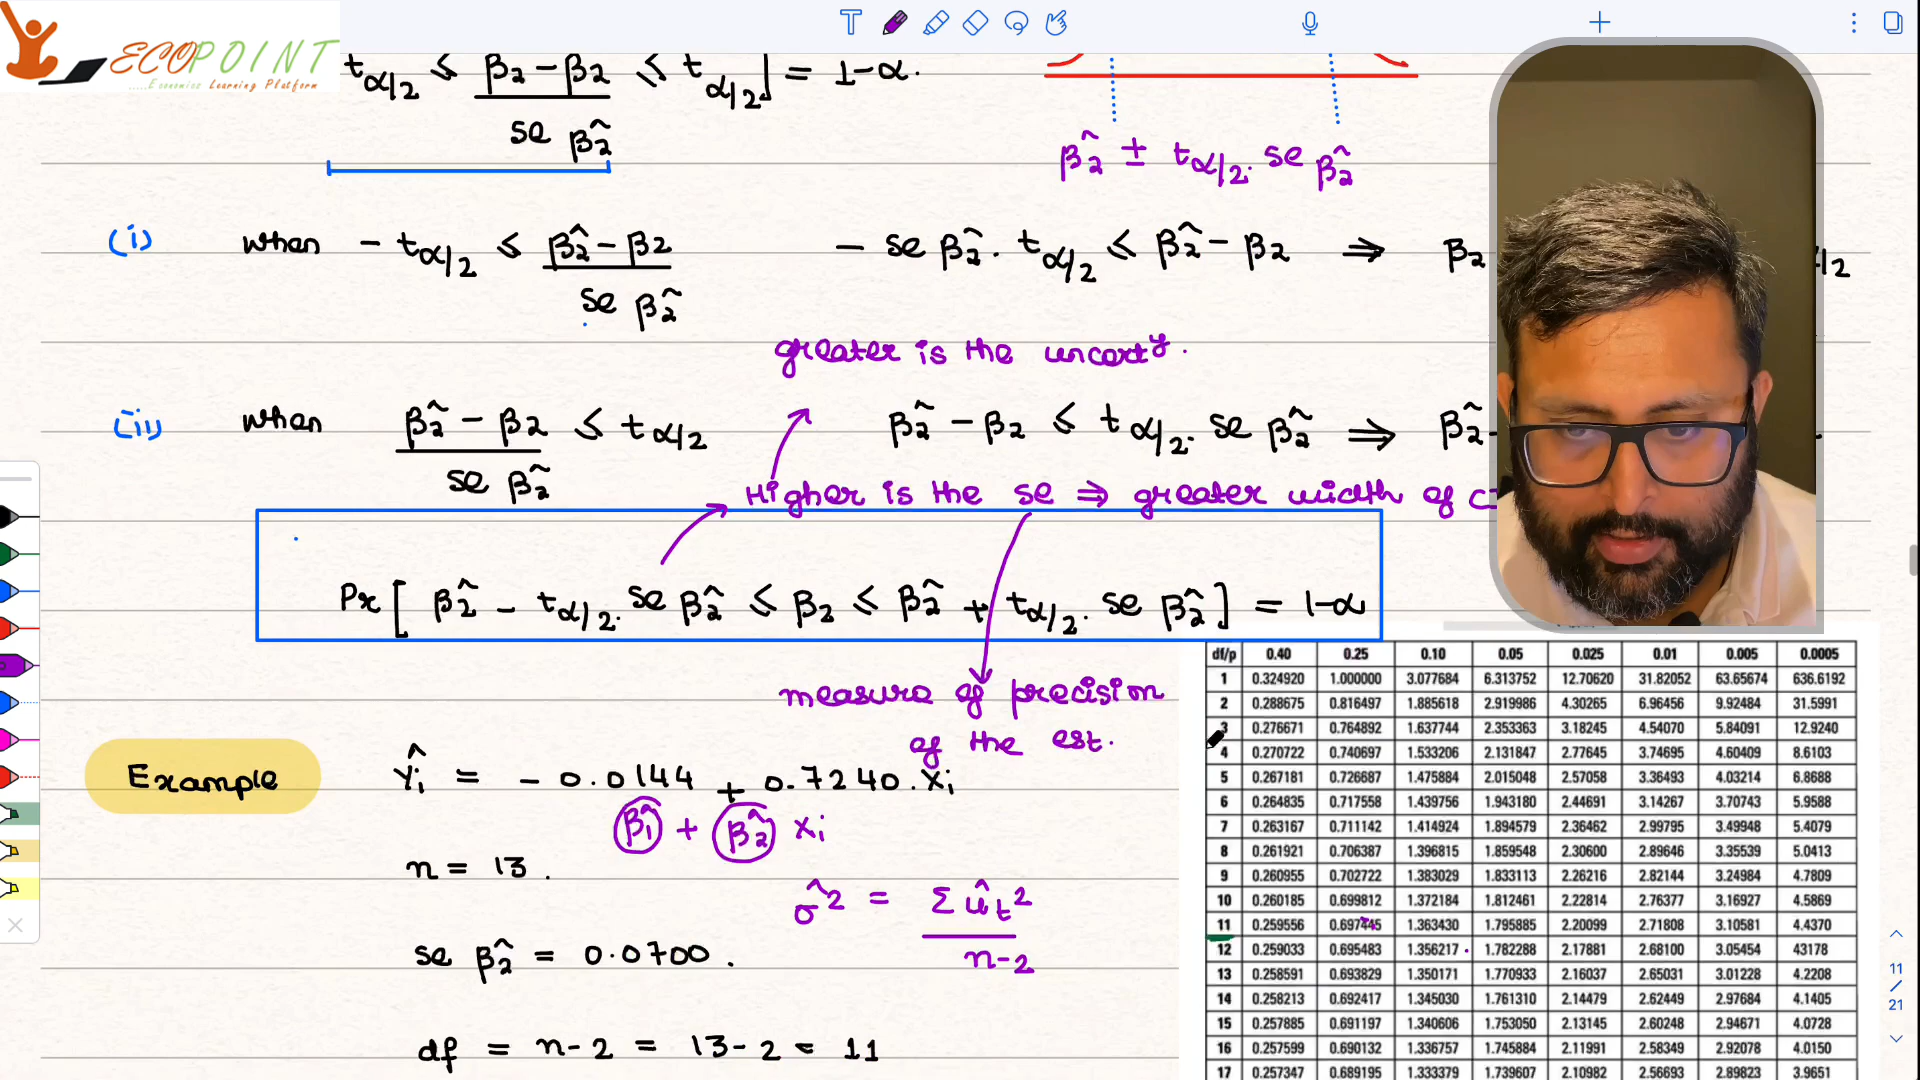 ECOPOINT
.....Economics Learning Platform
tα/2 ≤ β2 - β2 / se β̂2 ≤ tα/2] = 1-α.
β̂2 ± tα/2. se β̂2
(i) when - tα/2 ≤ β̂2 - β2 / se β̂2 - se β̂2 . tα/2 ≤ β̂2 - β2 ⇒ β2
greater is the uncertʸ.
(ii) when β̂2 - β2 / se β̂2 ≤ tα/2 β̂2 - β2 ≤ tα/2. se β̂2 ⇒ β̂2-
Higher is the se ⇒ greater width of CI
Pr [ β̂2 - tα/2. se β̂2 ≤ β2 ≤ β̂2 + tα/2. se β̂2 ] = 1-α
measure of precision
of the est.
Example Ŷi = - 0.0144 + 0.7240.Xi
β̂1 + β̂2 Xi
n = 13.
σ̂2 = Σût2 / n-2
se β̂2 = 0.0700.
df = n-2 = 13-2 = 11
df/p 0.40 0.25 0.10 0.05 0.025 0.01 0.005 0.0005
1 0.324920 1.000000 3.077684 6.313752 12.70620 31.82052 63.65674 636.6192
2 0.288675 0.816497 1.885618 2.919986 4.30265 6.96456 9.92484 31.5991
3 0.276671 0.764892 1.637744 2.353363 3.18245 4.54070 5.84091 12.9240
4 0.270722 0.740697 1.533206 2.131847 2.77645 3.74695 4.60409 8.6103
5 0.267181 0.726687 1.475884 2.015048 2.57058 3.36493 4.03214 6.8688
6 0.264835 0.717558 1.439756 1.943180 2.44691 3.14267 3.70743 5.9588
7 0.263167 0.711142 1.414924 1.894579 2.36462 2.99795 3.49948 5.4079
8 0.261921 0.706387 1.396815 1.859548 2.30600 2.89646 3.35539 5.0413
9 0.260955 0.702722 1.383029 1.833113 2.26216 2.82144 3.24984 4.7809
10 0.260185 0.699812 1.372184 1.812461 2.22814 2.76377 3.16927 4.5869
11 0.259556 0.697445 1.363430 1.795885 2.20099 2.71808 3.10581 4.4370
12 0.259033 0.695483 1.356217 1.782288 2.17881 2.68100 3.05454 43178
13 0.258591 0.693829 1.350171 1.770933 2.16037 2.65031 3.01228 4.2208
14 0.258213 0.692417 1.345030 1.761310 2.14479 2.62449 2.97684 4.1405
15 0.257885 0.691197 1.340606 1.753050 2.13145 2.60248 2.94671 4.0728
16 0.257599 0.690132 1.336757 1.745884 2.11991 2.58349 2.92078 4.0150
17 0.257347 0.689195 1.333379 1.739607 2.10982 2.56693 2.89823 3.9651
11
/
21